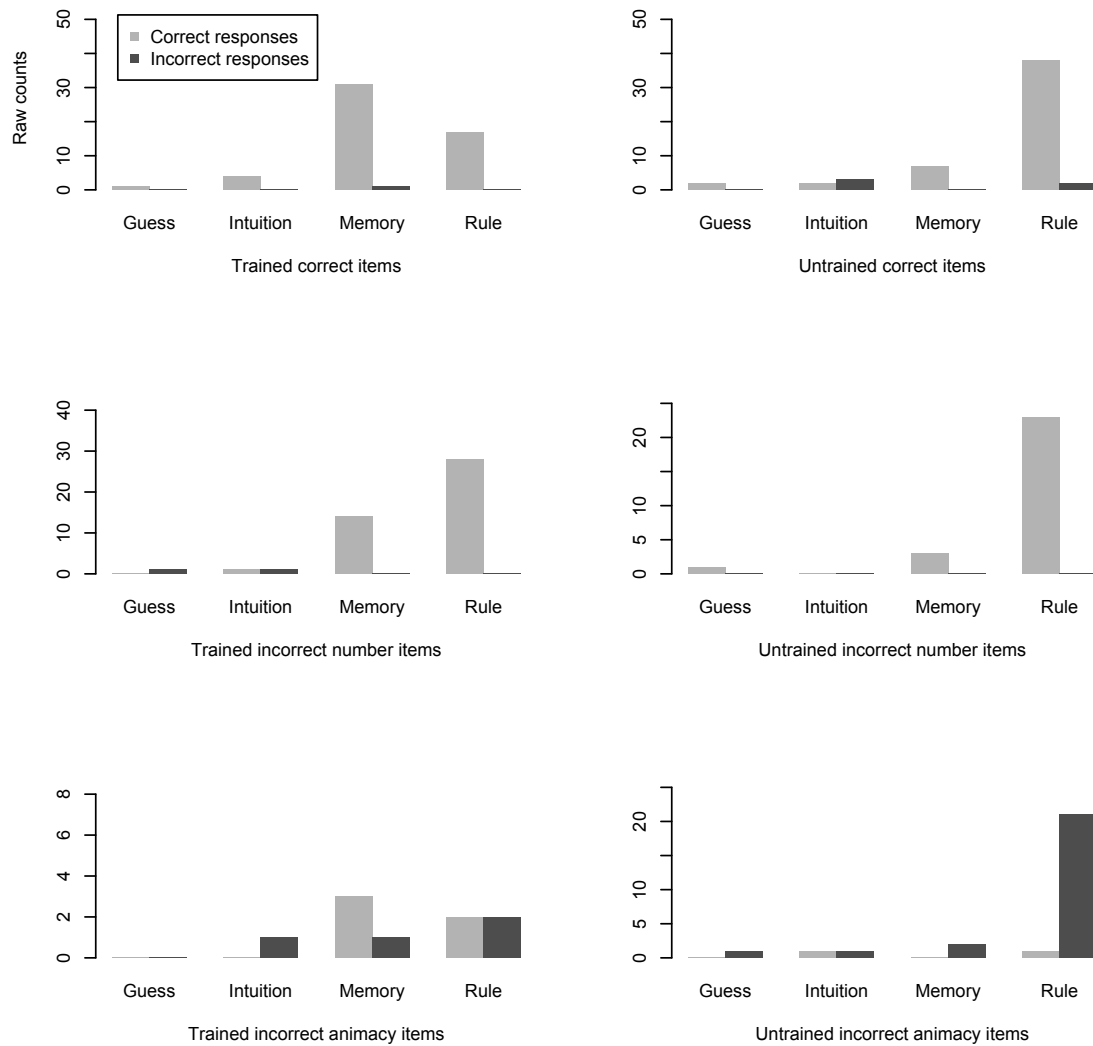 Raw counts
50
30
10
0
Correct responses
Incorrect responses
Guess Intuition Memory Rule
Trained correct items
50
30
10
0
Guess Intuition Memory Rule
Untrained correct items
40
30
20
10
0
Guess Intuition Memory Rule
Trained incorrect number items
20
10
5
0
Guess Intuition Memory Rule
Untrained incorrect number items
8
6
4
2
0
Guess Intuition Memory Rule
Trained incorrect animacy items
20
10
5
0
Guess Intuition Memory Rule
Untrained incorrect animacy items